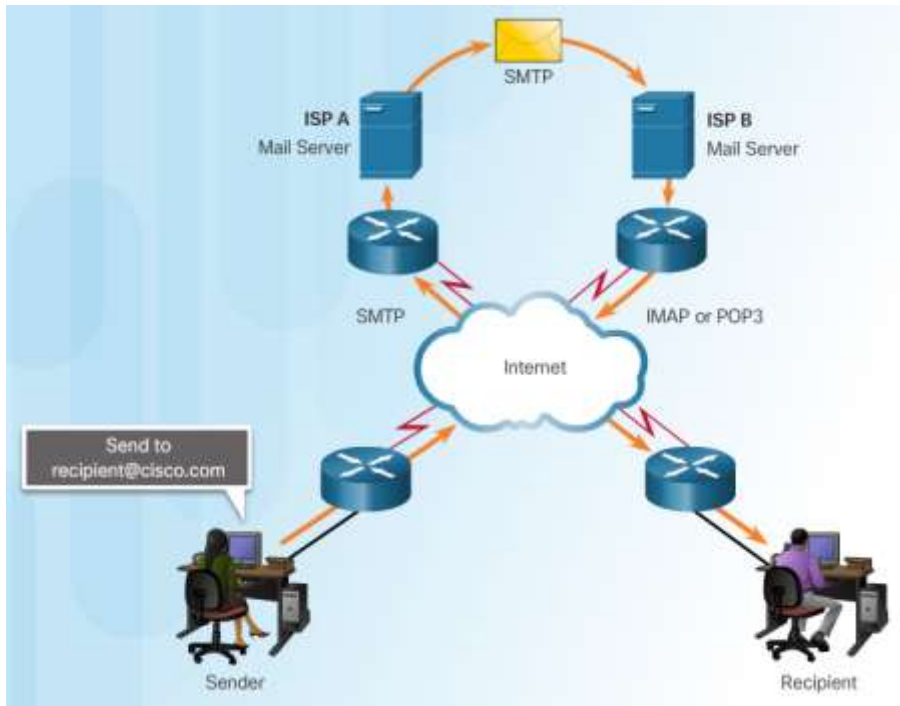 SMTP
ISP A
Mail Server
ISP B
Mail Server
SMTP
IMAP or POP3
Internet
Send to
recipient@cisco.com
Sender
Recipient